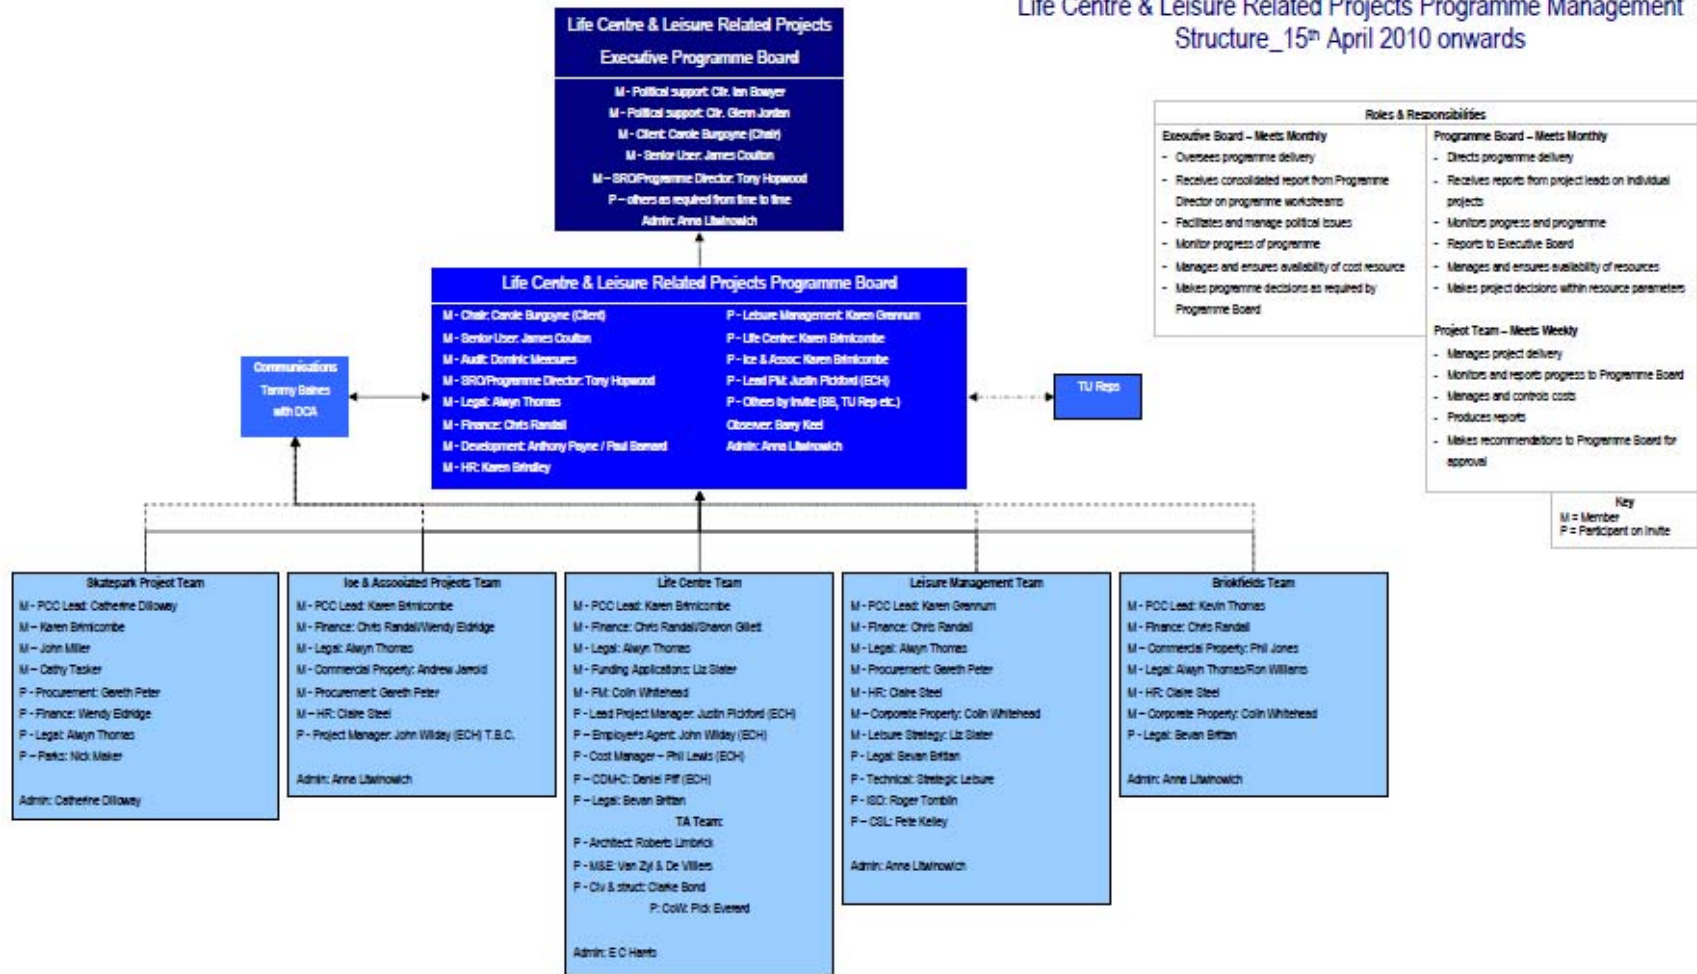 Life Centre & Leisure Related Projects Programme Management
Structure_15th April 2010 onwards
Life Centre & Leisure Related Projects
Executive Programme Board
M - Political support: Cllr. Ian Bowyer
M - Political support: Cllr. Glenn Jordan
M - Client: Carole Burgoyne (Chair)
M - Senior User: James Coulton
M – SRO/Programme Director: Tony Hopwood
P – others as required from time to time
Admin: Anna Litwinowich
Roles & Responsibilities
Executive Board – Meets Monthly
- Oversees programme delivery
- Receives consolidated report from Programme
Director on programme workstreams
- Facilitates and manage political issues
- Monitor progress of programme
- Manages and ensures availability of cost resource
- Makes programme decisions as required by
Programme Board
Programme Board – Meets Monthly
- Directs programme delivery
- Receives reports from project leads on individual
projects
- Monitors progress and programme
- Reports to Executive Board
- Manages and ensures availability of resources
- Makes project decisions within resource parameters
Project Team – Meets Weekly
- Manages project delivery
- Monitors and reports progress to Programme Board
- Manages and controls costs
- Produces reports
- Makes recommendations to Programme Board for
approval
Key
M = Member
P = Participant on Invite
Life Centre & Leisure Related Projects Programme Board
M - Chair: Carole Burgoyne (Client)
M - Senior User: James Coulton
M - Audit: Dominic Measures
M - SRO/Programme Director: Tony Hopwood
M - Legal: Alwyn Thomas
M - Finance: Chris Randall
M - Development: Anthony Payne / Paul Barnard
M - HR: Karen Brindley
P - Leisure Management: Karen Grannum
P - Life Centre: Karen Brimicombe
P - Ice & Assoc: Karen Brimicombe
P - Lead PM: Justin Pickford (ECH)
P - Others by Invite (BB, TU Rep etc.)
Observer: Barry Keel
Admin: Anna Litwinowich
Communisations
Tammy Baines
with DCA
TU Reps
Skatepark Project Team
M - PCC Lead: Catherine Dilloway
M – Karen Brimicombe
M – John Miller
M – Cathy Tasker
P - Procurement: Gareth Peter
P - Finance: Wendy Eldridge
P - Legal: Alwyn Thomas
P – Parks: Nick Maker
Admin: Catherine Dilloway
Ice & Associated Projects Team
M - PCC Lead: Karen Brimicombe
M - Finance: Chris Randall/Wendy Eldridge
M - Legal: Alwyn Thomas
M - Commercial Property: Andrew Jarrold
M - Procurement: Gareth Peter
M – HR: Claire Steel
P - Project Manager: John Wilday (ECH) T.B.C.
Admin: Anna Litwinowich
Life Centre Team
M - PCC Lead: Karen Brimicombe
M - Finance: Chris Randall/Sharon Gillett
M - Legal: Alwyn Thomas
M - Funding Applications: Liz Slater
M - PM: Colin Whitehead
P - Lead Project Manager: Justin Pickford (ECH)
P – Employer's Agent: John Wilday (ECH)
P - Cost Manager – Phil Lewis (ECH)
P – CDM-C: Daniel Piff (ECH)
P – Legal: Bevan Brittan
TA Team:
P - Architect: Roberts Limbrick
P - M&E: Van Zyl & De Villiers
P - Civ & struct: Clarke Bond
P: CoW: Pick Everard
Admin: E C Harris
Leisure Management Team
M - PCC Lead: Karen Grannum
M - Finance: Chris Randall
M - Legal: Alwyn Thomas
M - Procurement: Gareth Peter
M - HR: Claire Steel
M – Corporate Property: Colin Whitehead
M - Leisure Strategy: Liz Slater
P - Legal: Bevan Brittan
P - Technical: Strategic Leisure
P - ISD: Roger Tomblin
P – CSL: Pete Kelley
Admin: Anna Litwinowich
Brickfields Team
M - PCC Lead: Kevin Thomas
M - Finance: Chris Randall
M – Commercial Property: Phil Jones
M - Legal: Alwyn Thomas/Ron Williams
M - HR: Claire Steel
M – Corporate Property: Colin Whitehead
P - Legal: Bevan Brittan
Admin: Anna Litwinowich